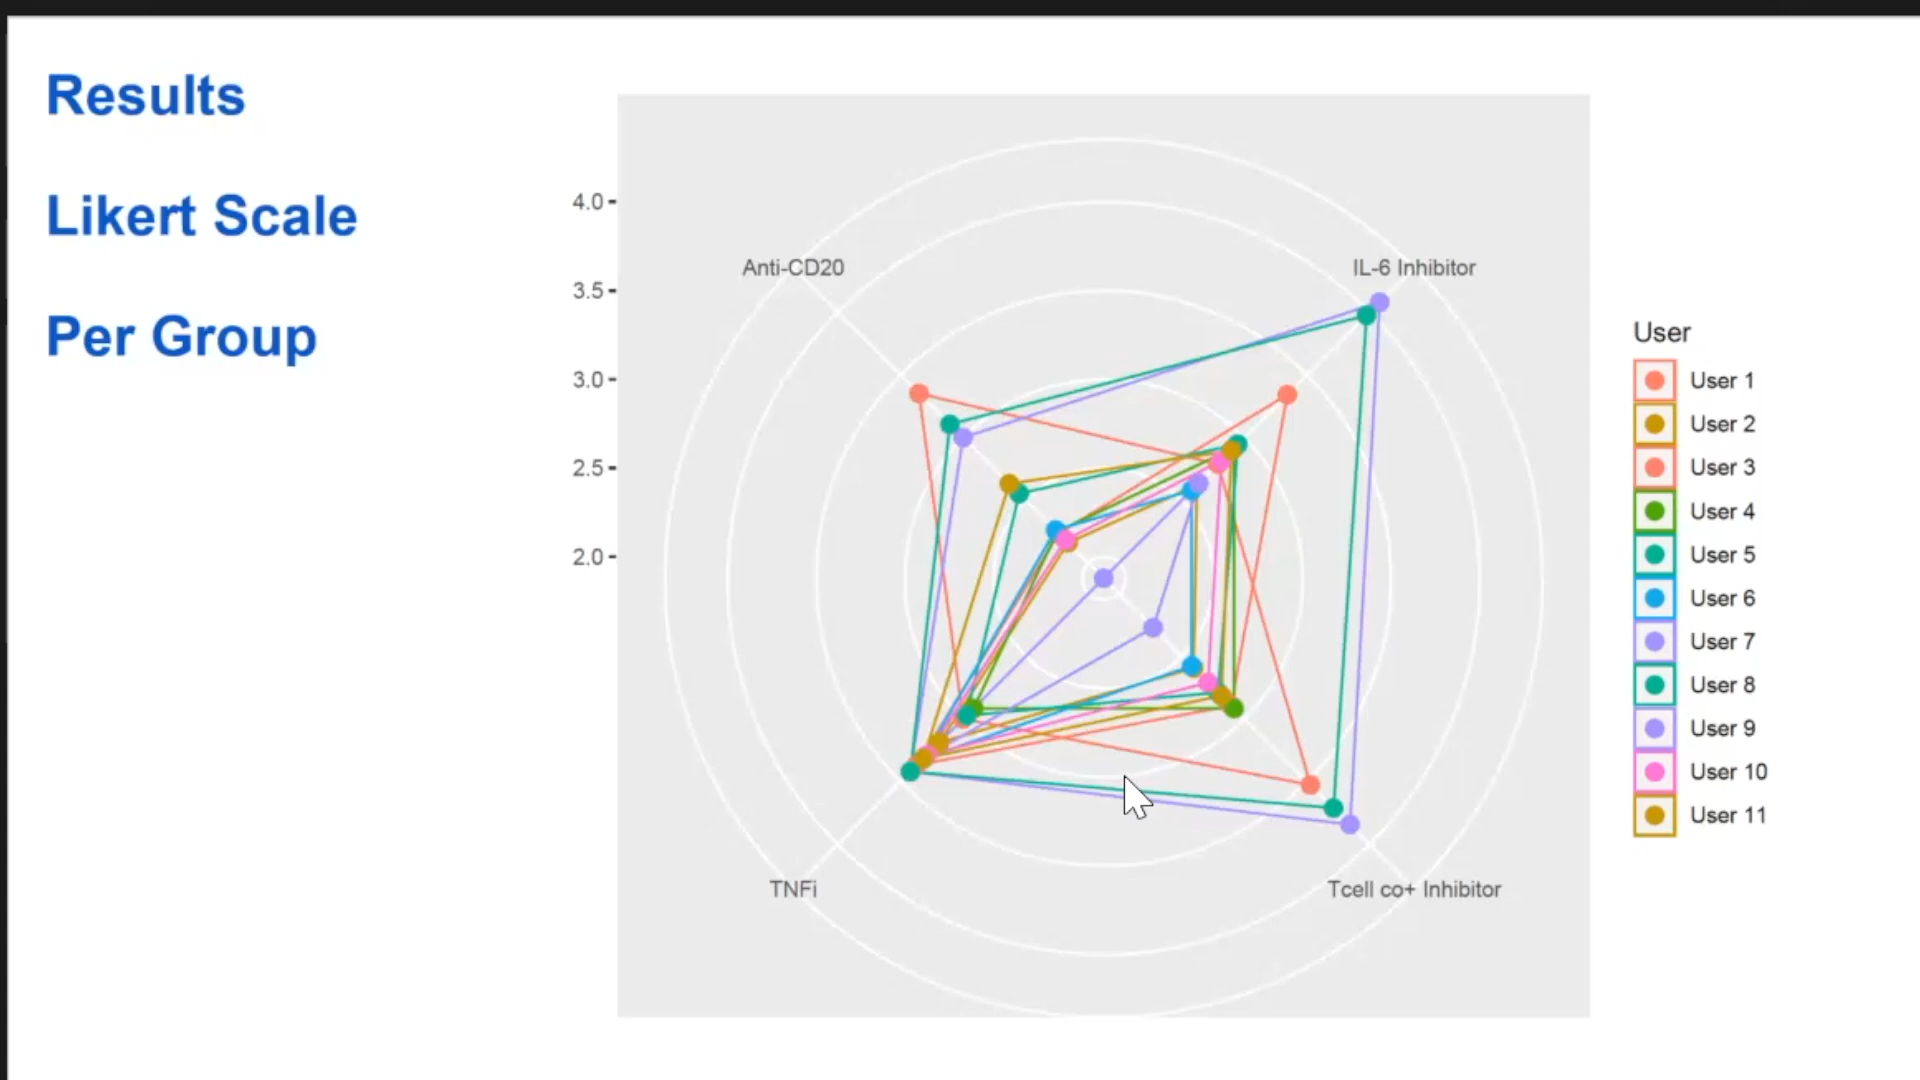 Results
Likert Scale
Per Group
4.0
3.5
3.0
2.5
2.0
Anti-CD20
IL-6 Inhibitor
TNFi
Tcell co+ Inhibitor
User
User 1
User 2
User 3
User 4
User 5
User 6
User 7
User 8
User 9
User 10
User 11